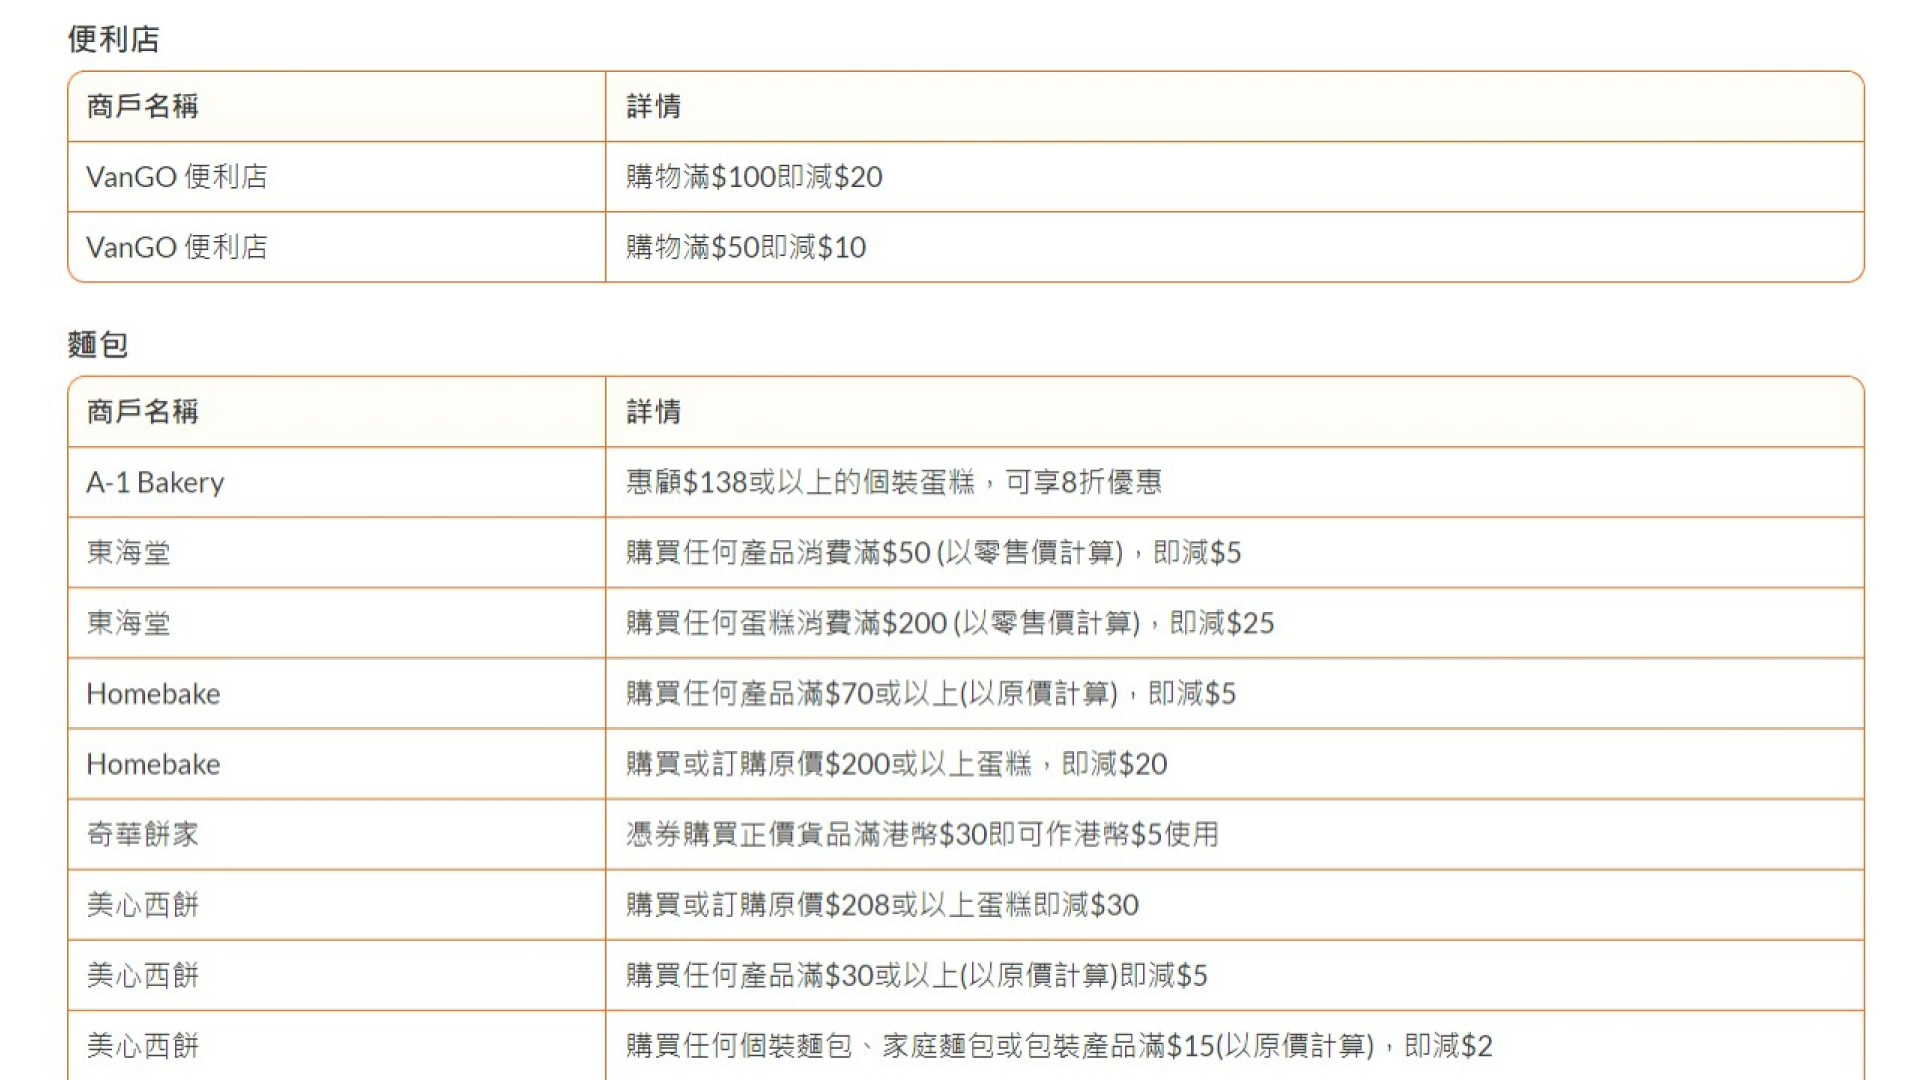 便利店
商戶名稱 詳情
VanGO 便利店 購物滿$100即減$20
VanGO 便利店 購物滿$50即減$10
麵包
商戶名稱 詳情
A-1 Bakery 惠顧$138或以上的個裝蛋糕，可享8折優惠
東海堂 購買任何產品消費滿$50 (以零售價計算)，即減$5
東海堂 購買任何蛋糕消費滿$200 (以零售價計算)，即減$25
Homebake 購買任何產品滿$70或以上(以原價計算)，即減$5
Homebake 購買或訂購原價$200或以上蛋糕，即減$20
奇華餅家 憑券購買正價貨品滿港幣$30即可作港幣$5使用
美心西餅 購買或訂購原價$208或以上蛋糕即減$30
美心西餅 購買任何產品滿$30或以上(以原價計算)即減$5
美心西餅 購買任何個裝麵包、家庭麵包或包裝產品滿$15(以原價計算)，即減$2